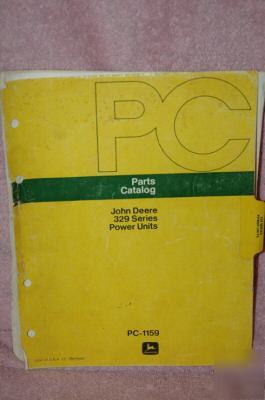 PC
Parts
Catalog
John Deere
329 Series
Power Units
PC-1159